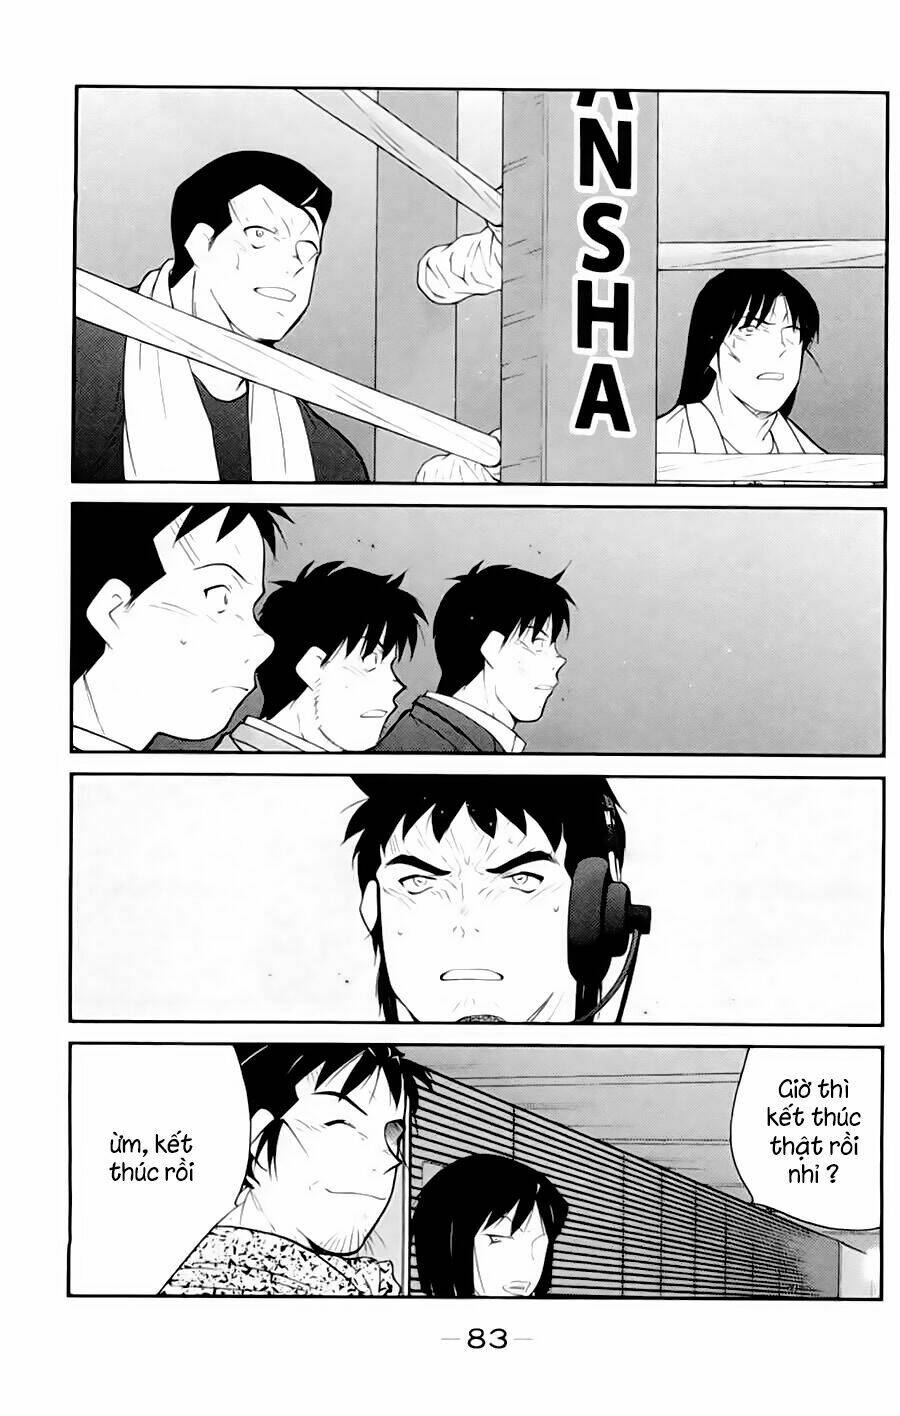 ANSHA
Giờ thì
kết thúc
thật rồi
nhỉ ?
ừm, kết
thúc rồi
83